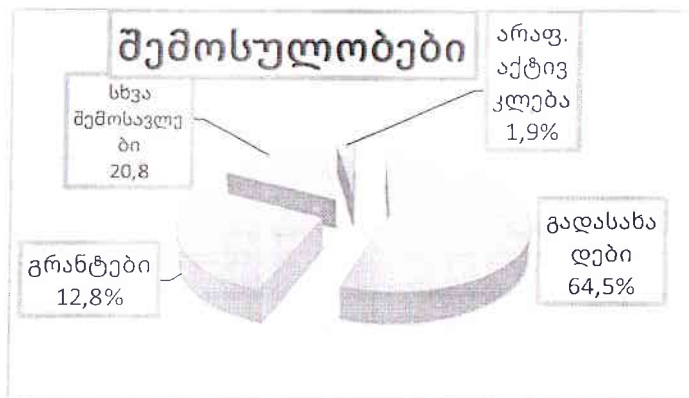 შემოსულობები
არაფ.
აქტივ
კლება
1,9%
სხვა
შემოსავლე
ბი
20,8
გადასახა
დები
64,5%
გრანტები
12,8%